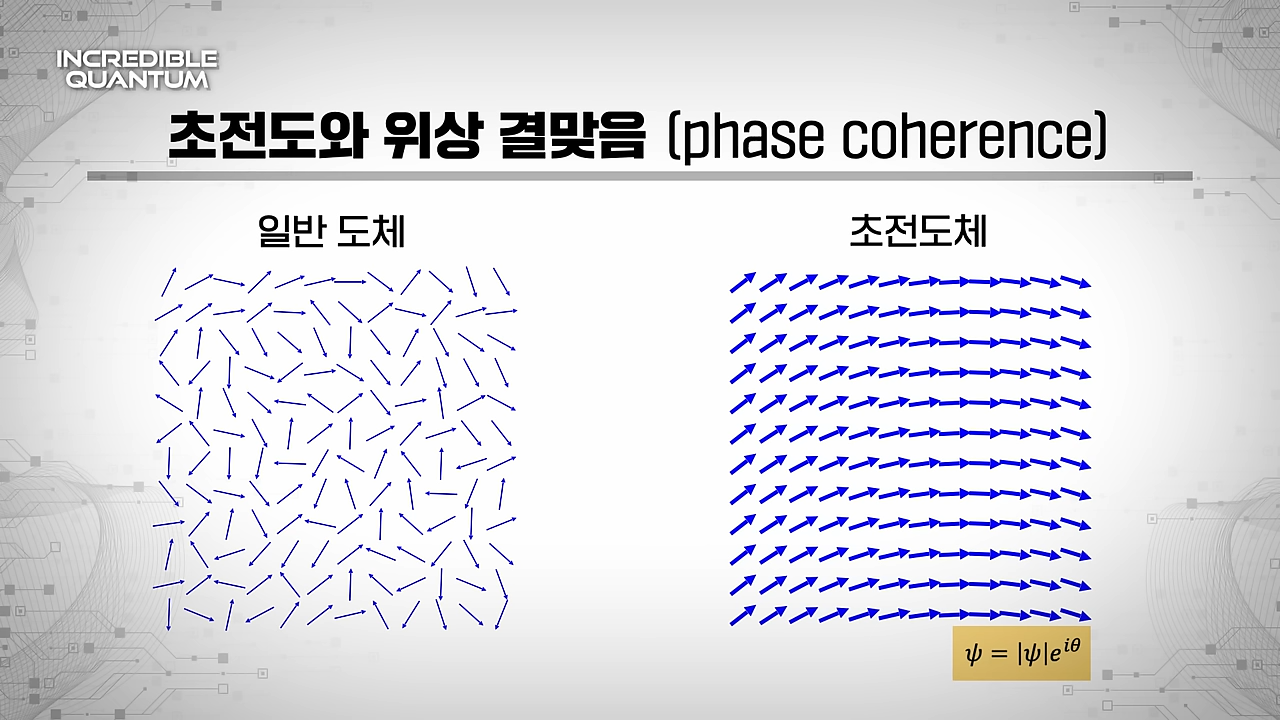 INCREDIBLE
QUANTUM
초전도와 위상 결맞음 (phase coherence)
일반 도체
초전도체
ψ = |ψ|e^{iθ}